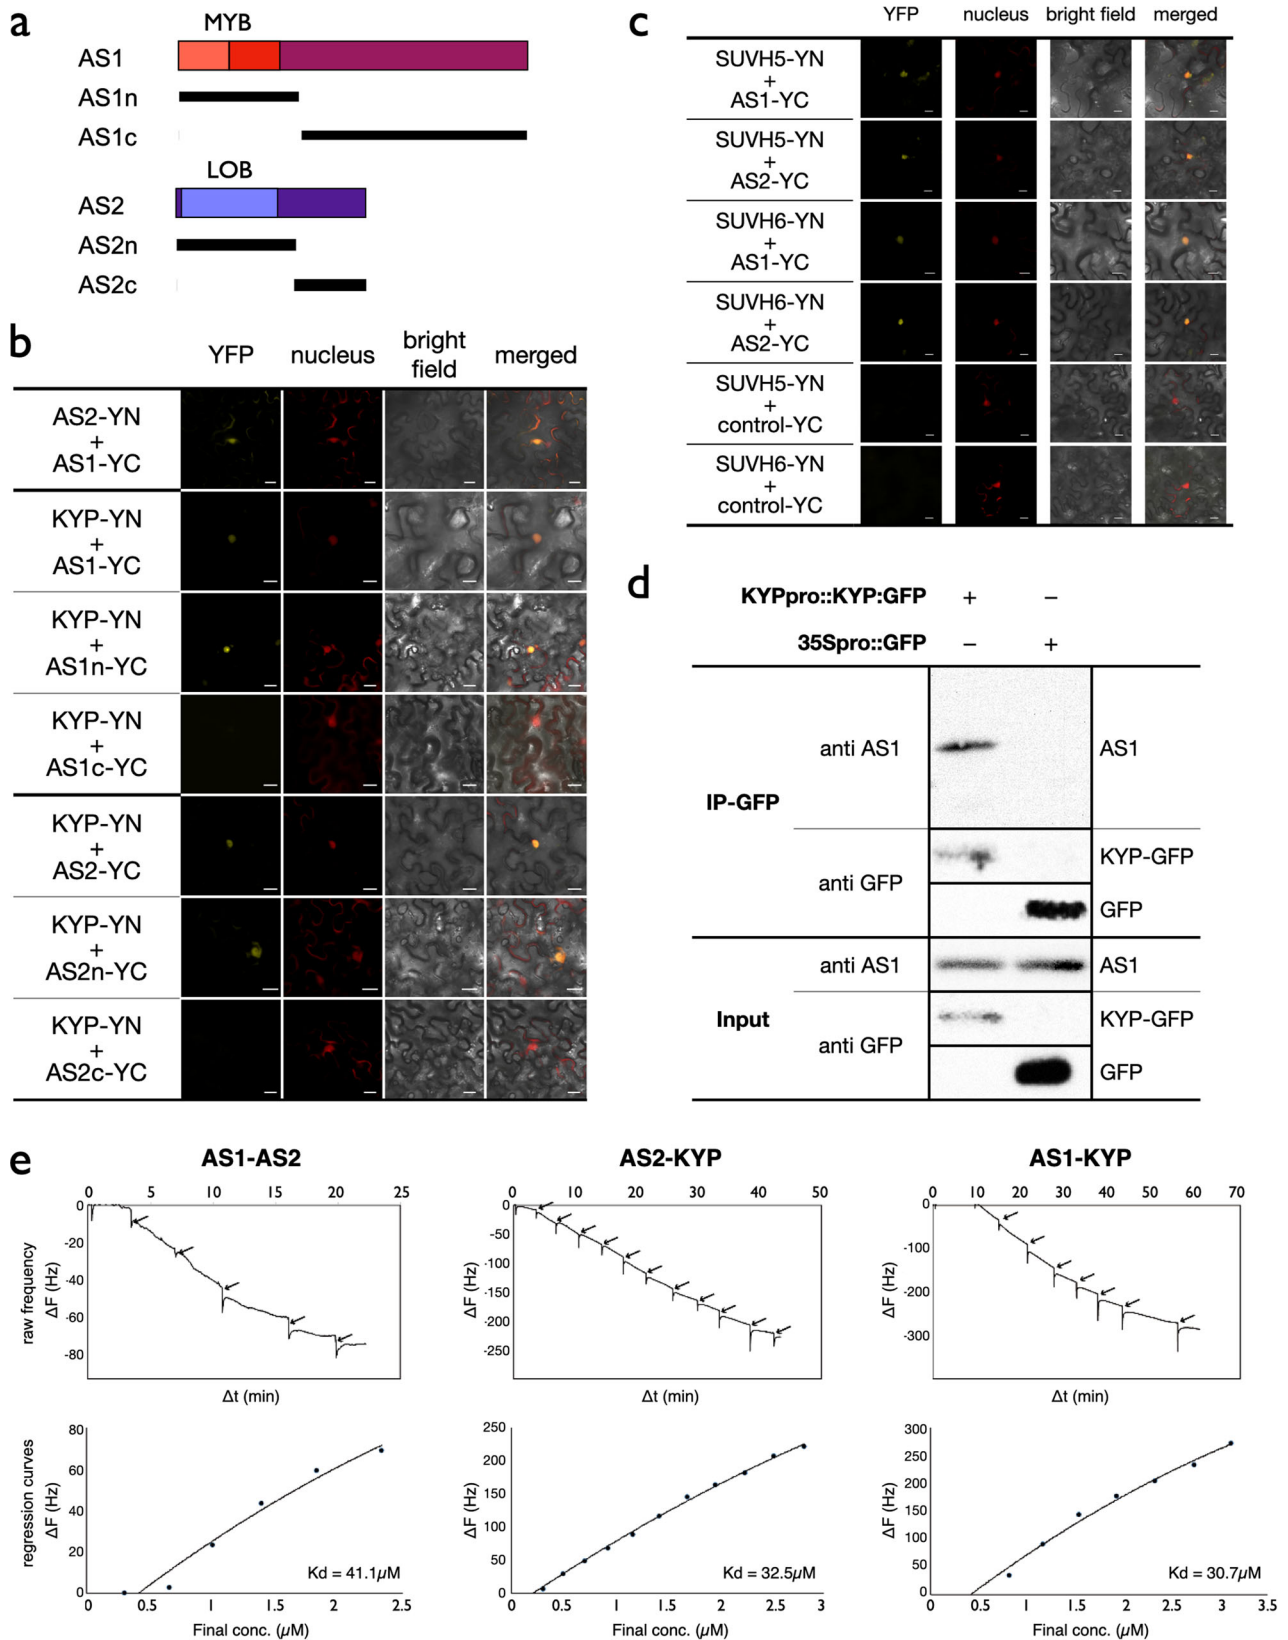 a
MYB
AS1
AS1n
AS1c
LOB
AS2
AS2n
AS2c
b
YFP nucleus bright field merged
AS2-YN
+
AS1-YC
KYP-YN
+
AS1-YC
KYP-YN
+
AS1n-YC
KYP-YN
+
AS1c-YC
KYP-YN
+
AS2-YC
KYP-YN
+
AS2n-YC
KYP-YN
+
AS2c-YC
c
YFP nucleus bright field merged
SUVH5-YN
+
AS1-YC
SUVH5-YN
+
AS2-YC
SUVH6-YN
+
AS1-YC
SUVH6-YN
+
AS2-YC
SUVH5-YN
+
control-YC
SUVH6-YN
+
control-YC
d
KYPpro::KYP:GFP + −
35Spro::GFP − +
IP-GFP
anti AS1 AS1
anti GFP KYP-GFP
GFP
Input
anti AS1 AS1
anti GFP KYP-GFP
GFP
e
AS1-AS2
0 5 10 15 20 25
raw frequency
ΔF (Hz)
0
-20
-40
-60
-80
Δt (min)
AS2-KYP
0 10 20 30 40 50
ΔF (Hz)
0
-50
-100
-150
-200
-250
Δt (min)
AS1-KYP
0 10 20 30 40 50 60 70
ΔF (Hz)
0
-100
-200
-300
Δt (min)
regression curves
ΔF (Hz)
80
60
40
20
0
Kd = 41.1µM
0 0.5 1 1.5 2 2.5
Final conc. (µM)
ΔF (Hz)
250
200
150
100
50
0
Kd = 32.5µM
0 0.5 1 1.5 2 2.5 3
Final conc. (µM)
ΔF (Hz)
300
250
200
150
100
50
0
Kd = 30.7µM
0 0.5 1 1.5 2 2.5 3 3.5
Final conc. (µM)